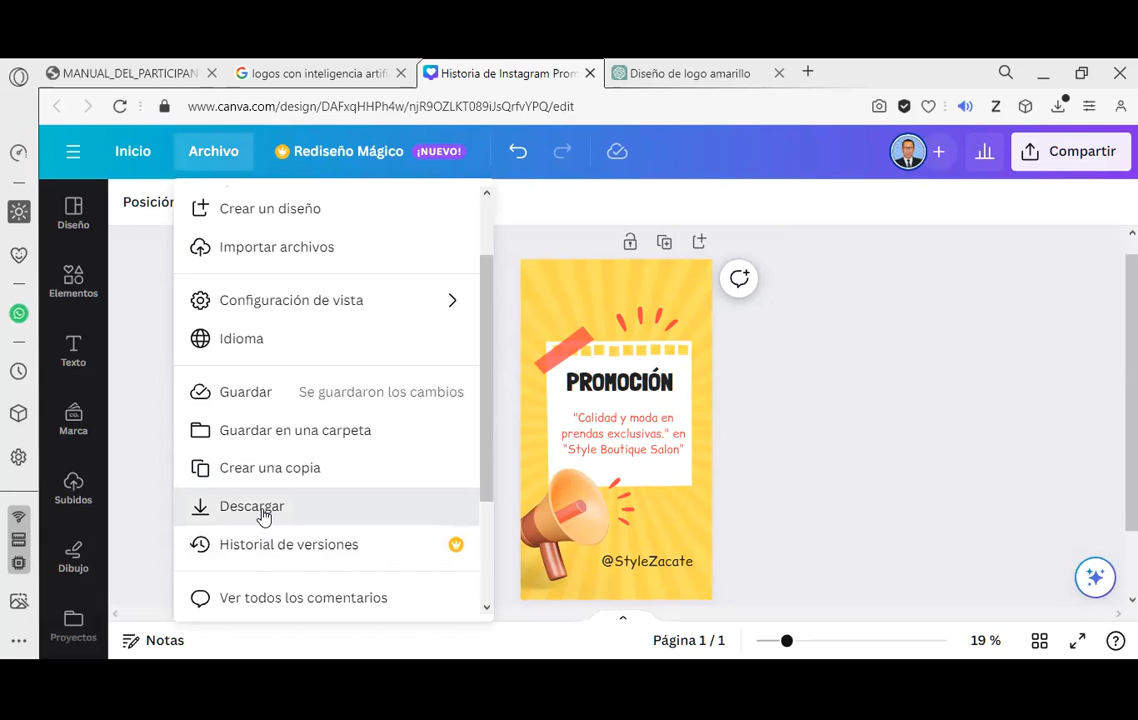 MANUAL_DEL_PARTICIPAN
logos con inteligencia artifi
Historia de Instagram Prom
Diseño de logo amarillo
www.canva.com/design/DAFxqHHPh4w/njR9OZLKT089iJsQrfvYPQ/edit
Z
Inicio
Archivo
Rediseño Mágico
¡NUEVO!
Compartir
Posición
Diseño
Elementos
Texto
Marca
Subidos
Dibujo
Proyectos
Crear un diseño
Importar archivos
Configuración de vista
Idioma
Guardar
Se guardaron los cambios
Guardar en una carpeta
Crear una copia
Descargar
Historial de versiones
Ver todos los comentarios
PROMOCIÓN
"Calidad y moda en
prendas exclusivas." en
"Style Boutique Salon"
@StyleZacate
Notas
Página 1 / 1
19 %